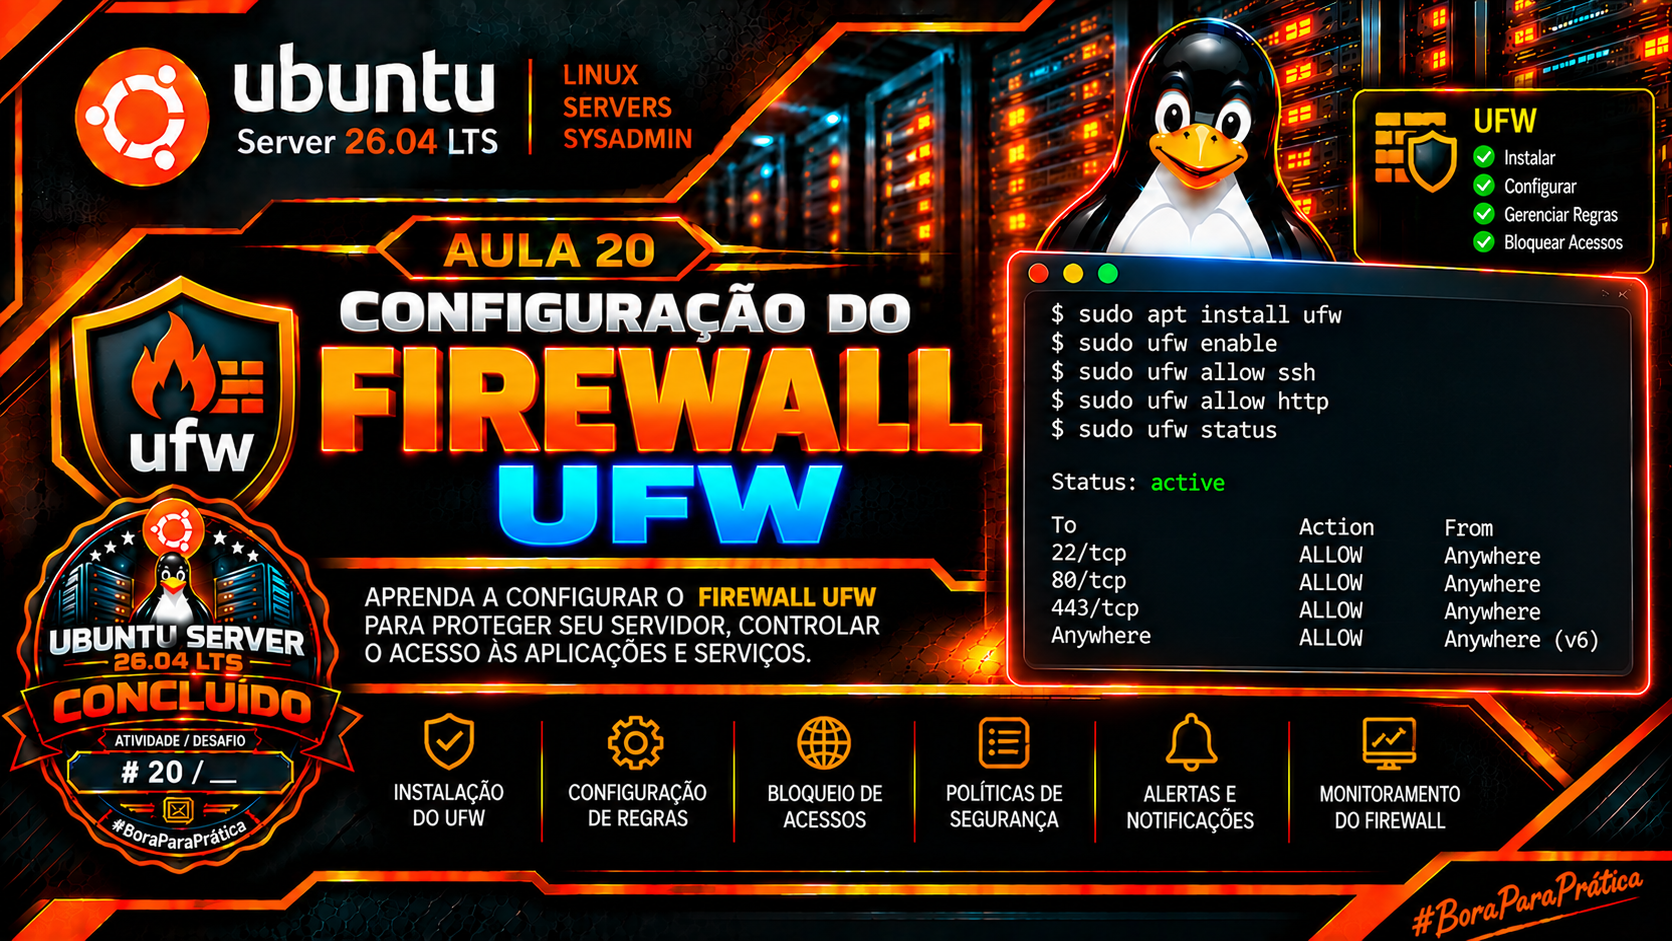 ubuntu
Server 26.04 LTS
LINUX
SERVERS
SYSADMIN
UFW
Instalar
Configurar
Gerenciar Regras
Bloquear Acessos
AULA 20
CONFIGURAÇÃO DO
FIREWALL
UFW
ufw
$ sudo apt install ufw
$ sudo ufw enable
$ sudo ufw allow ssh
$ sudo ufw allow http
$ sudo ufw status
Status: active
To Action From
22/tcp ALLOW Anywhere
80/tcp ALLOW Anywhere
443/tcp ALLOW Anywhere
Anywhere ALLOW Anywhere (v6)
APRENDA A CONFIGURAR O FIREWALL UFW
PARA PROTEGER SEU SERVIDOR, CONTROLAR
O ACESSO ÀS APLICAÇÕES E SERVIÇOS.
UBUNTU SERVER
26.04 LTS
CONCLUÍDO
ATIVIDADE / DESAFIO
# 20 / __
#BoraParaPrática
INSTALAÇÃO
DO UFW
CONFIGURAÇÃO
DE REGRAS
BLOQUEIO DE
ACESSOS
POLÍTICAS DE
SEGURANÇA
ALERTAS E
NOTIFICAÇÕES
MONITORAMENTO
DO FIREWALL
#BoraParaPrática